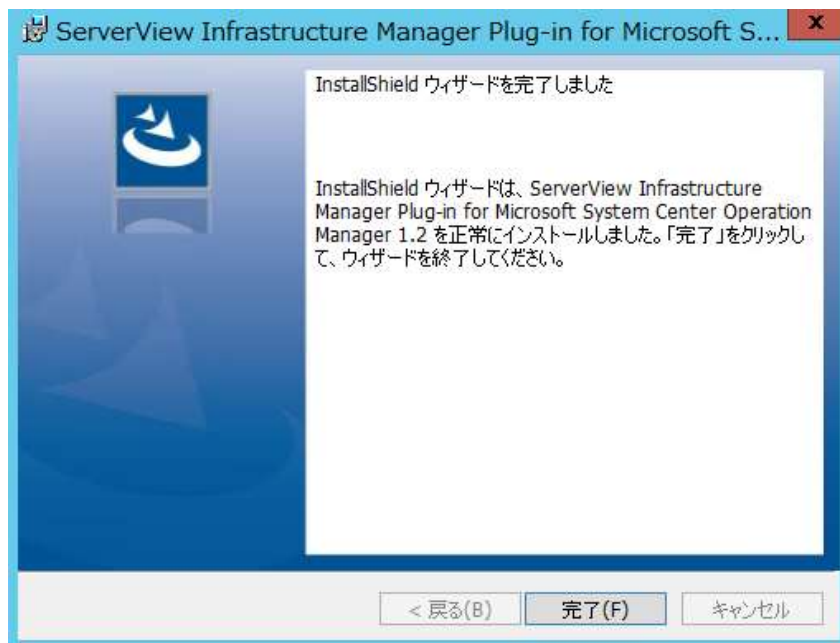 ServerView Infrastructure Manager Plug-in for Microsoft S...
x
InstallShield ウィザードを完了しました
InstallShield ウィザードは、ServerView Infrastructure
Manager Plug-in for Microsoft System Center Operation
Manager 1.2 を正常にインストールしました。「完了」をクリックし
て、ウィザードを終了してください。
< 戻る(B)
完了(F)
キャンセル